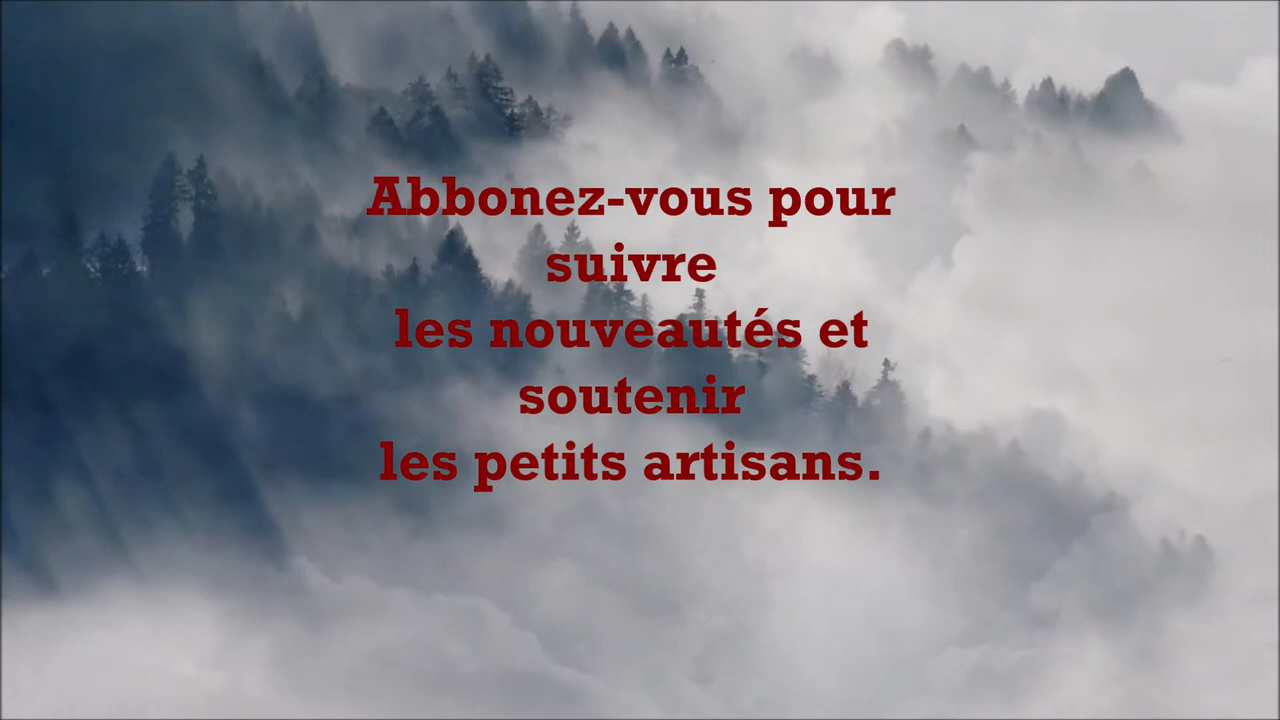 Abbonez-vous pour
suivre
les nouveautés et
soutenir
les petits artisans.